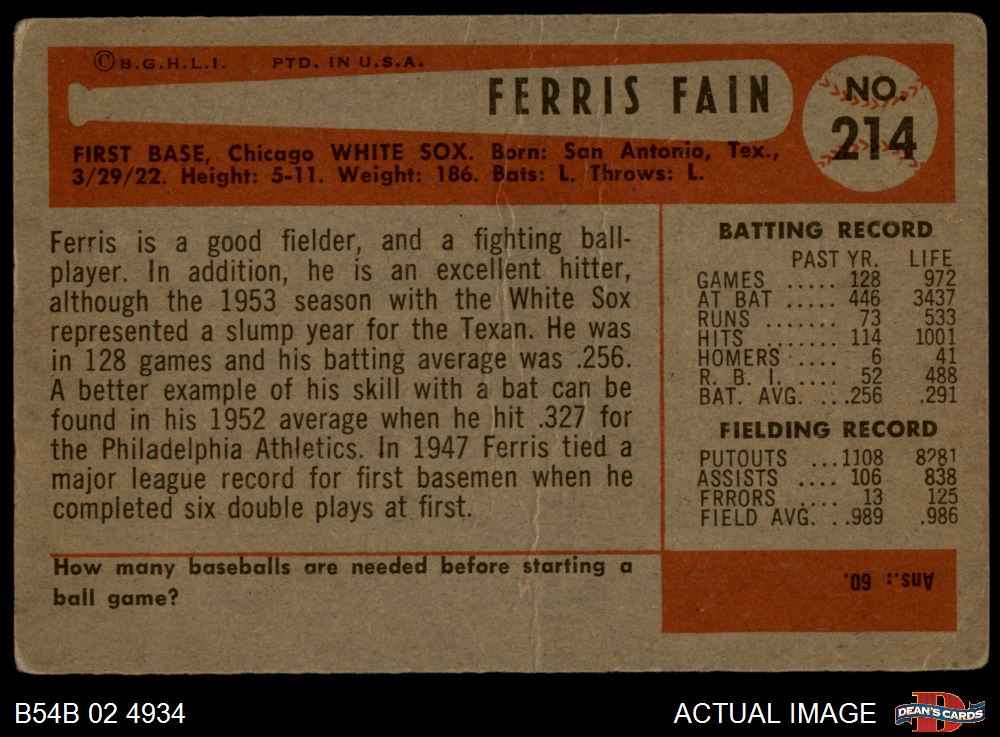 ©B.G.H.L.I. PTD. IN U.S.A.
FERRIS FAIN
NO.
214
FIRST BASE, Chicago WHITE SOX. Born: San Antonio, Tex.,
3/29/22. Height: 5-11. Weight: 186. Bats: L. Throws: L.
Ferris is a good fielder, and a fighting ball-
player. In addition, he is an excellent hitter,
although the 1953 season with the White Sox
represented a slump year for the Texan. He was
in 128 games and his batting average was .256.
A better example of his skill with a bat can be
found in his 1952 average when he hit .327 for
the Philadelphia Athletics. In 1947 Ferris tied a
major league record for first basemen when he
completed six double plays at first.
BATTING RECORD
PAST YR. LIFE
GAMES ..... 128 972
AT BAT ..... 446 3437
RUNS ....... 73 533
HITS ....... 114 1001
HOMERS .... 6 41
R. B. I. .... 52 488
BAT. AVG. ...256 .291
FIELDING RECORD
PUTOUTS ...1108 8281
ASSISTS .... 106 838
FRRORS .... 13 125
FIELD AVG. ..989 .986
How many baseballs are needed before starting a
ball game?
Ans.: 60.
B54B 02 4934
ACTUAL IMAGE
DEAN'S CARDS